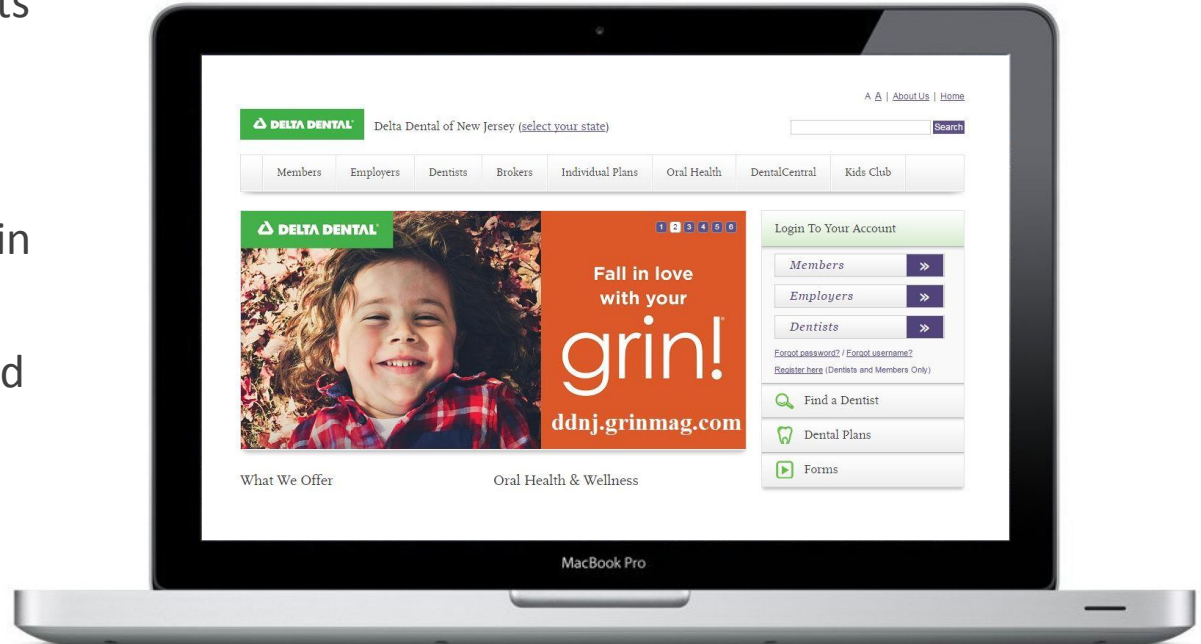 ts
in
d
A A | About Us | Home
DELTA DENTAL
Delta Dental of New Jersey (select your state)
Search
Members Employers Dentists Brokers Individual Plans Oral Health DentalCentral Kids Club
DELTA DENTAL
1 2 3 4 5 6
Fall in love
with your
grin!
ddnj.grinmag.com
Login To Your Account
Members »
Employers »
Dentists »
Forgot password? / Forgot username?
Register here (Dentists and Members Only)
Find a Dentist
Dental Plans
Forms
What We Offer
Oral Health & Wellness
MacBook Pro